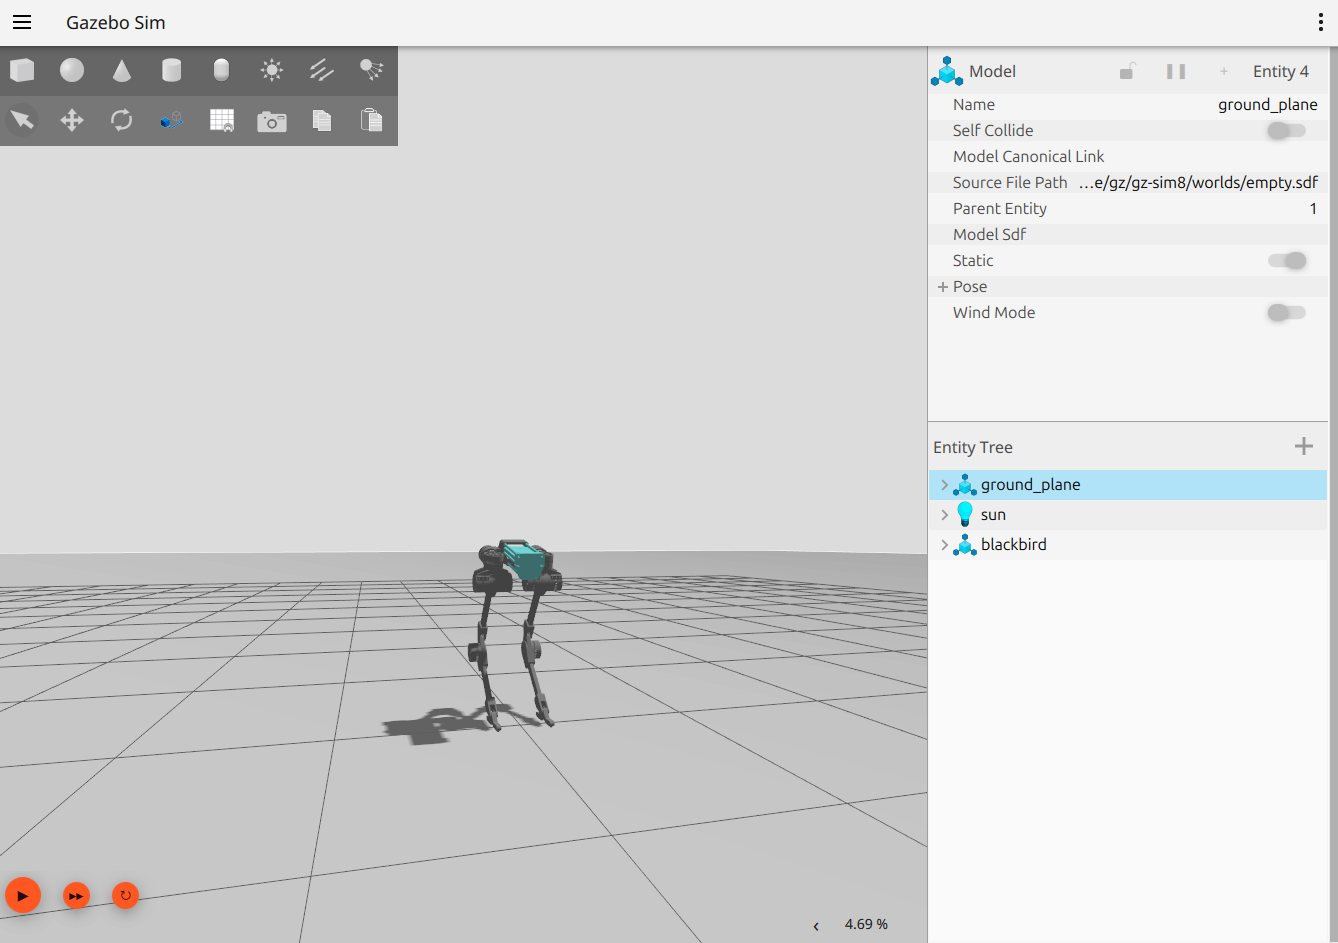 Gazebo Sim
Model
Entity 4
Name
ground_plane
Self Collide
Model Canonical Link
Source File Path
...e/gz/gz-sim8/worlds/empty.sdf
Parent Entity
1
Model Sdf
Static
Pose
Wind Mode
Entity Tree
ground_plane
sun
blackbird
4.69 %